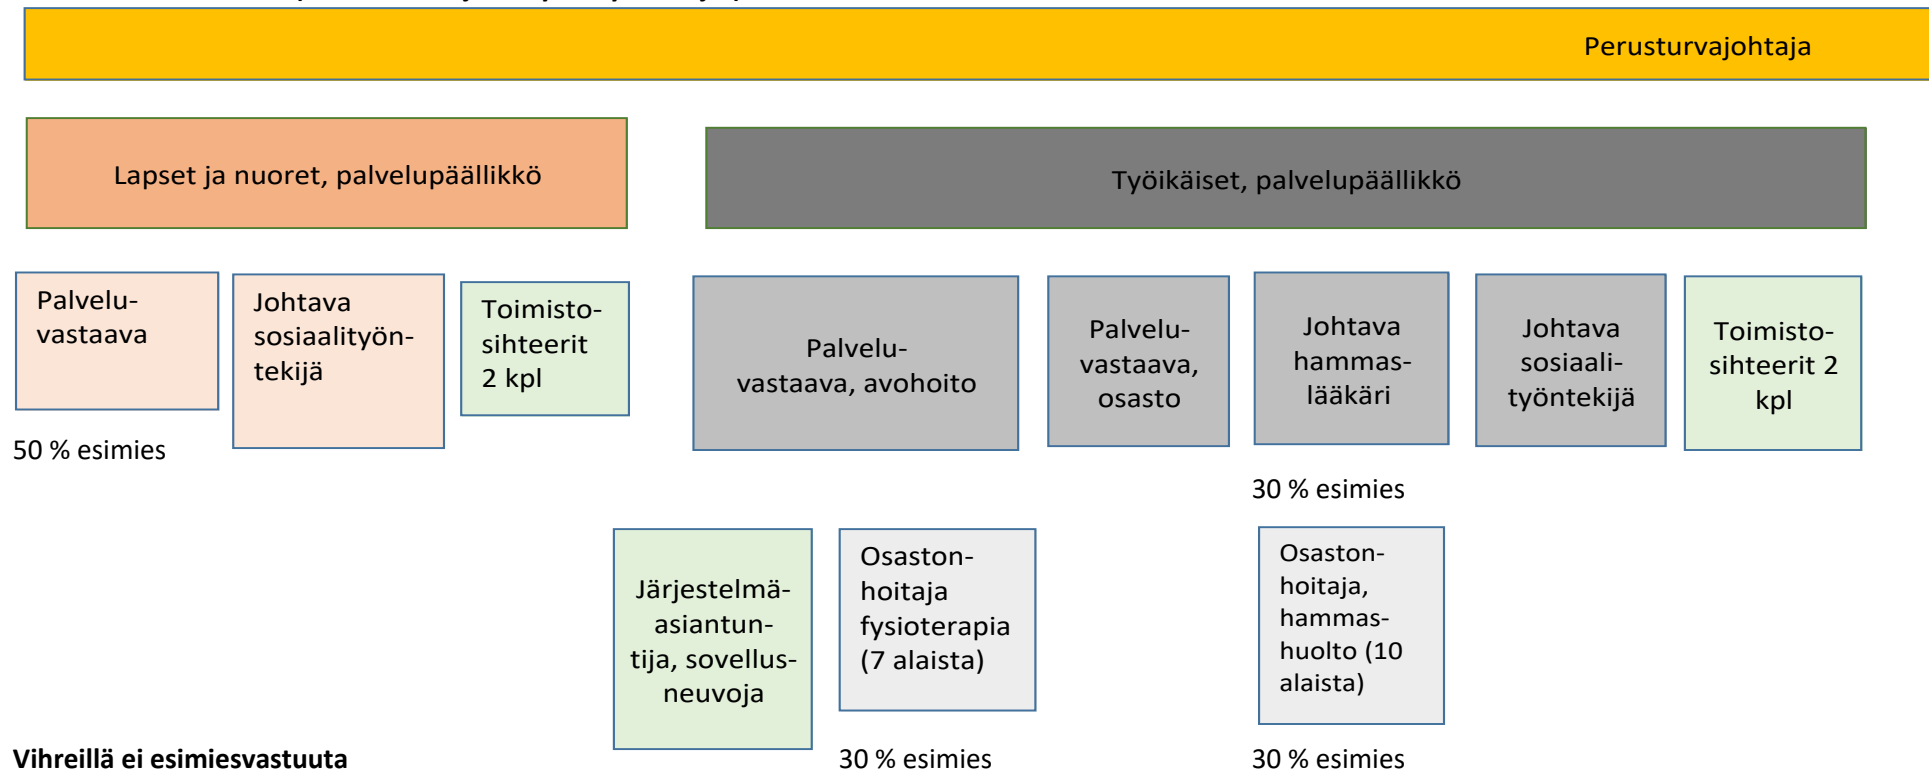 Perusturvajohtaja
Lapset ja nuoret, palvelupäällikkö
Työikäiset, palvelupäällikkö
Palvelu-
vastaava
Johtava
sosiaalityön-
tekijä
Toimisto-
sihteerit
2 kpl
Palvelu-
vastaava, avohoito
Palvelu-
vastaava,
osasto
Johtava
hammas-
lääkäri
Johtava
sosiaali-
työntekijä
Toimisto-
sihteerit 2
kpl
50 % esimies
30 % esimies
Järjestelmä-
asiantun-
tija, sovellus-
neuvoja
Osaston-
hoitaja
fysioterapia
(7 alaista)
Osaston-
hoitaja,
hammas-
huolto (10
alaista)
Vihreillä ei esimiesvastuuta
30 % esimies
30 % esimies